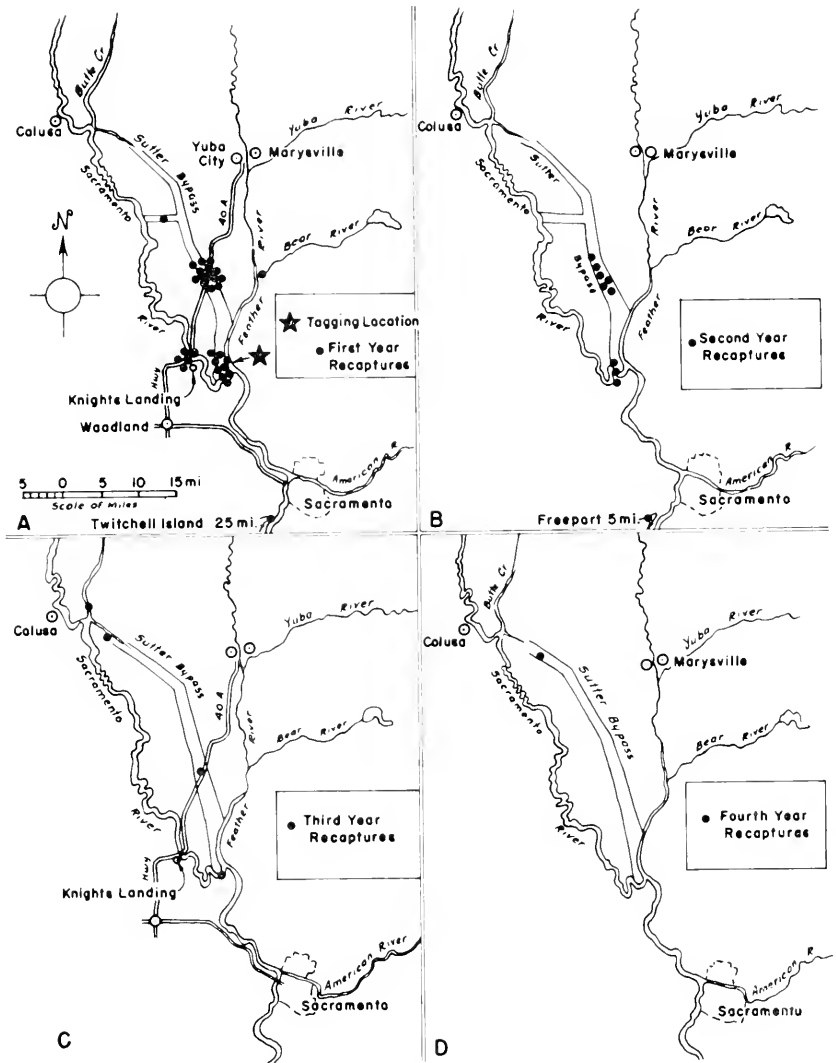 Butte Cr
Colusa
Sutter
Bypass
Yuba
City
Marysville
Yuba River
Sacramento
River
40A
River
Feather
Bear River
N
Tagging Location
First Year
Recaptures
Knights Landing
Hwy
Woodland
5 0 5 10 15 mi
Scale of Miles
American R.
Sacramento
A
Twitchell Island 25 mi.
Butte Cr
Colusa
Sutter
Bypass
Marysville
Yuba River
Sacramento
River
Bear River
Feather
River
Second Year
Recaptures
American R.
Sacramento
B
Freeport 5 mi.
Colusa
Sutter Bypass
Yuba River
Sacramento
River
40A
River
Feather
Bear River
Third Year
Recaptures
Hwy
Knights Landing
American River
Sacramento
C
Butte Cr
Colusa
Sutter
Bypass
Marysville
Yuba River
Sacramento
River
Bear River
Feather
River
Fourth Year
Recaptures
American R.
Sacramento
D